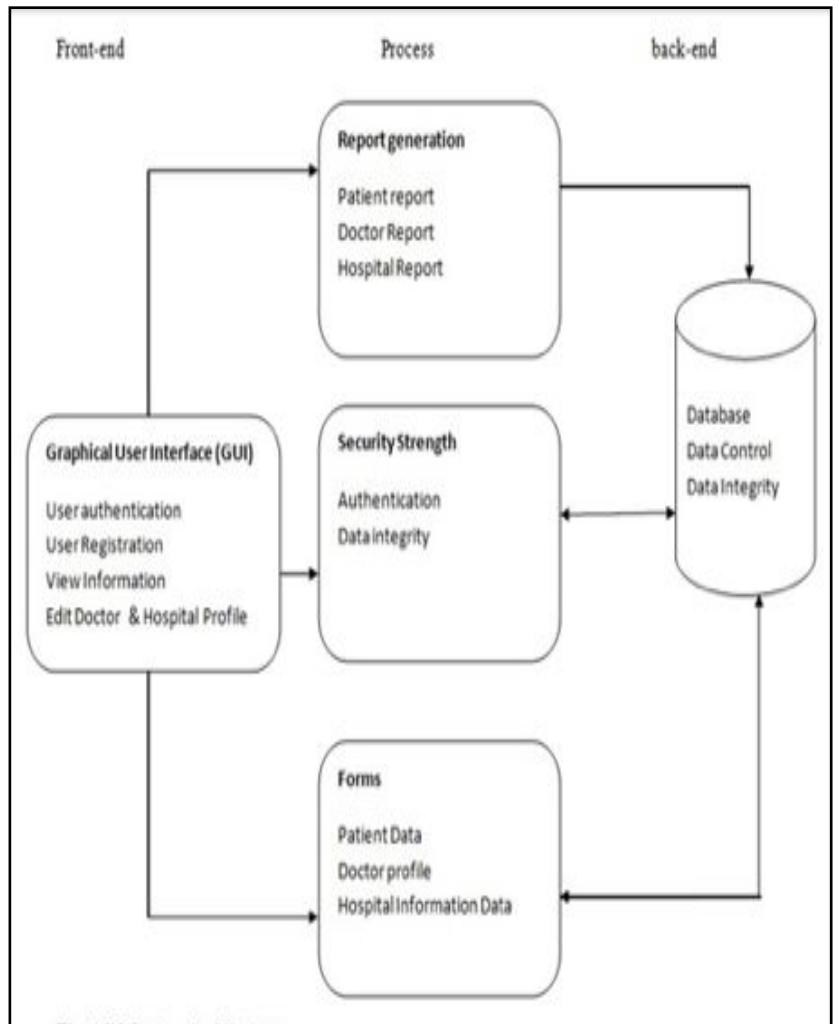 Front-end Process back-end
Report generation
Patient report
Doctor Report
Hospital Report
Graphical User Interface (GUI)
User authentication
User Registration
View Information
Edit Doctor & Hospital Profile
Security Strength
Authentication
Data integrity
Database
Data Control
Data Integrity
Forms
Patient Data
Doctor profile
Hospital Information Data